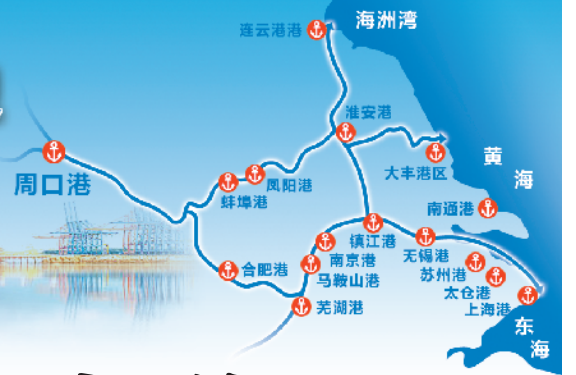 海洲湾
连云港港
淮安港
大丰港区
黄海
周口港
凤阳港
蚌埠港
南通港
镇江港
无锡港
南京港
合肥港
马鞍山港
苏州港
太仓港
芜湖港
上海港
东海